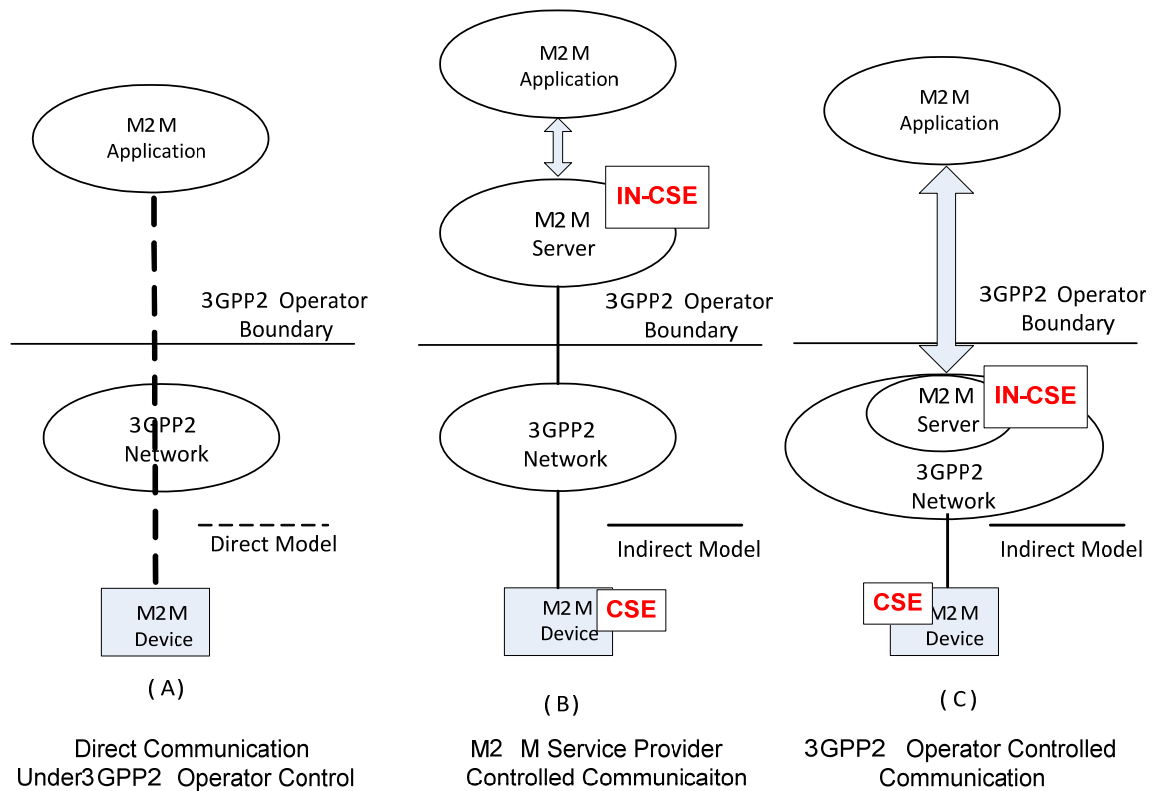 M2M
Application
3GPP2 Operator
Boundary
3GPP2
Network
Direct Model
M2M
Device
(A)
Direct Communication
Under3GPP2 Operator Control
M2M
Application
IN-CSE
M2M
Server
3GPP2 Operator
Boundary
3GPP2
Network
Indirect Model
M2M
Device
CSE
(B)
M2 M Service Provider
Controlled Communicaiton
M2M
Application
3GPP2 Operator
Boundary
M2M
Server
IN-CSE
3GPP2
Network
Indirect Model
CSE
M2M
Device
(C)
3GPP2 Operator Controlled
Communication